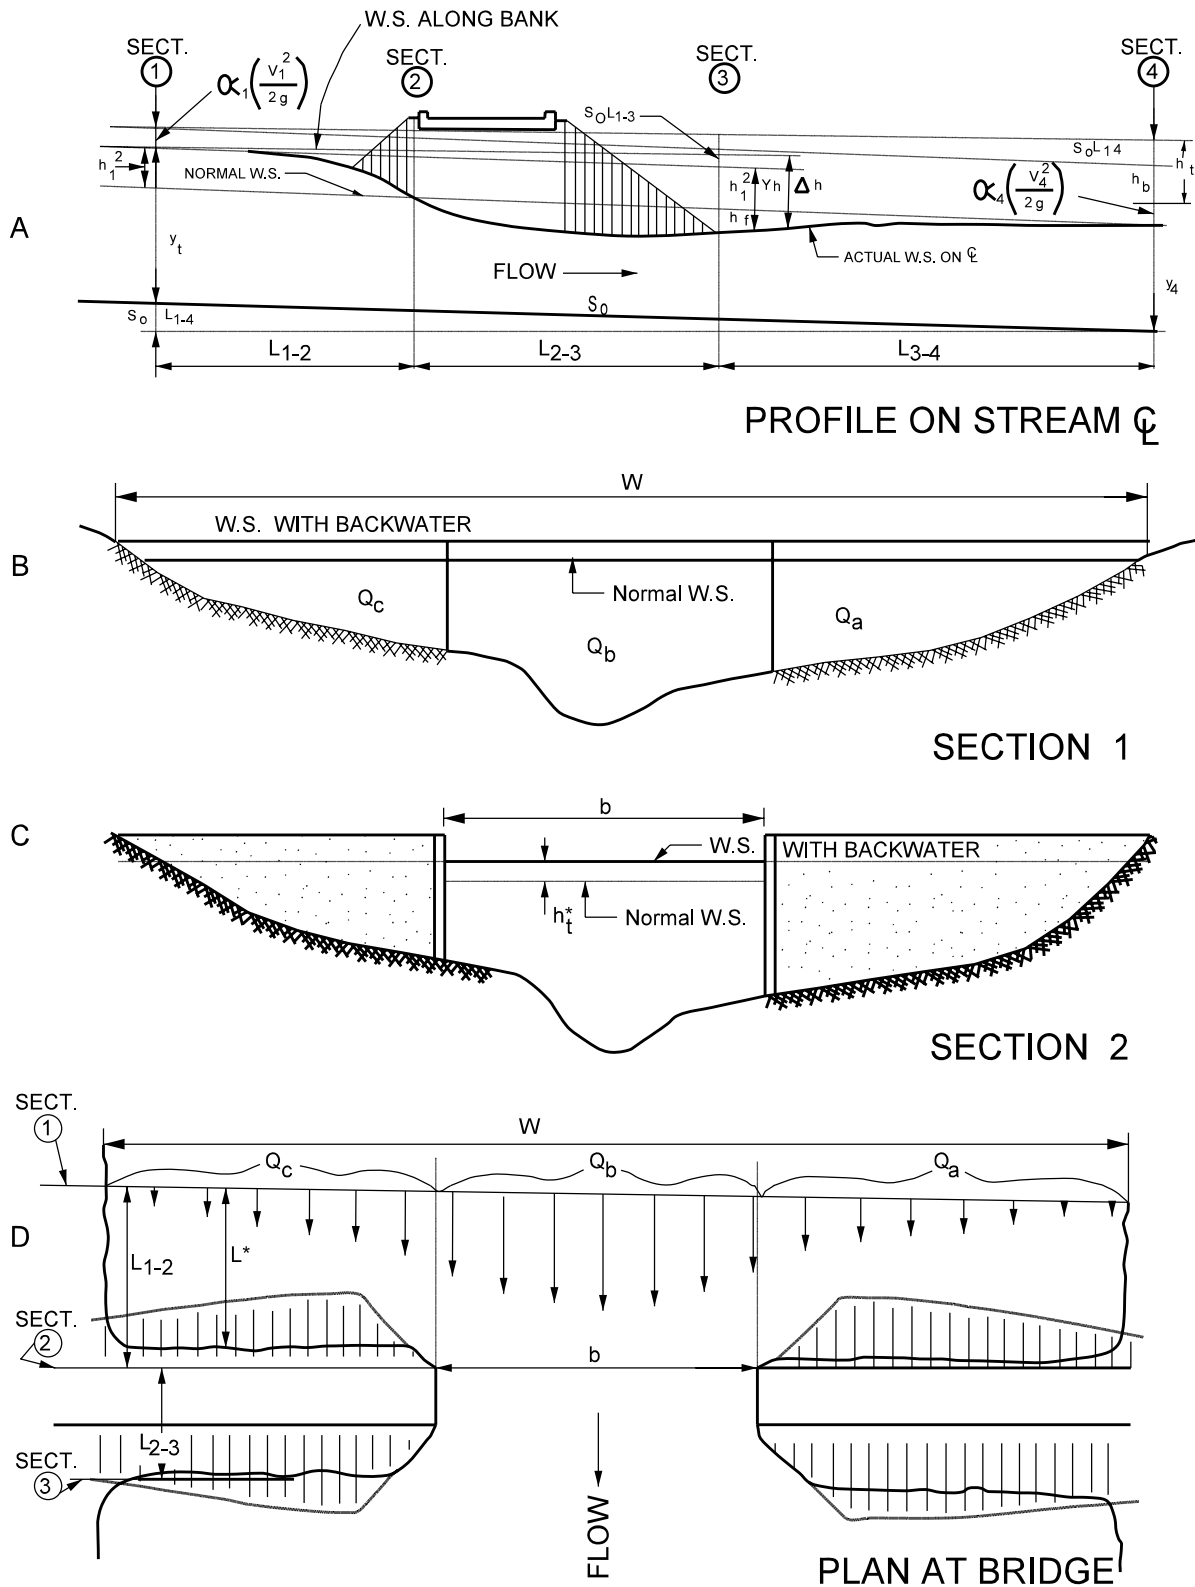 W.S. ALONG BANK
SECT.
1
α₁(V₁²/2g)
SECT.
2
SECT.
3
SECT.
4
SₒL₁₋₃
SₒL₁₄
h₁²
NORMAL W.S.
h₁²
Yh
Δh
hf
hb
ht
α₄(V₄²/2g)
A
yt
FLOW
ACTUAL W.S. ON ℄
y₄
Sₒ
L₁₋₄
S₀
L₁₋₂
L₂₋₃
L₃₋₄
PROFILE ON STREAM ℄
W
W.S. WITH BACKWATER
B
Normal W.S.
Qc
Qb
Qa
SECTION 1
b
C
W.S.
WITH BACKWATER
h*t
Normal W.S.
SECTION 2
SECT.
1
W
Qc
Qb
Qa
D
L₁₋₂
L*
SECT.
2
b
L₂₋₃
SECT.
3
FLOW
PLAN AT BRIDGE